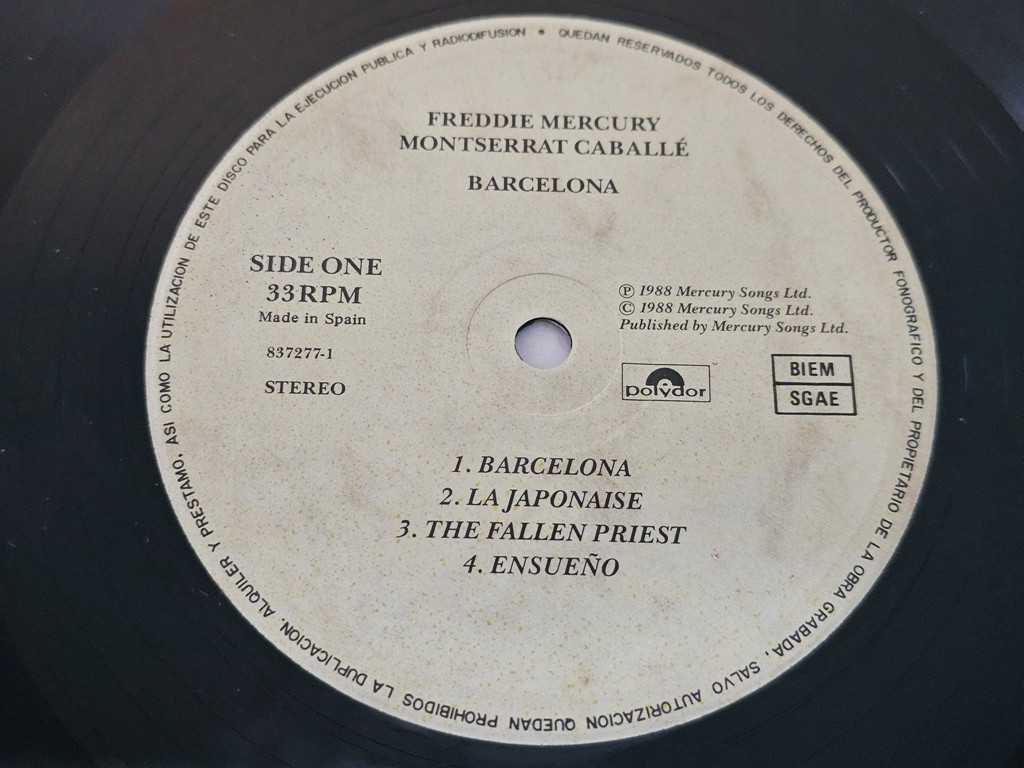 FREDDIE MERCURY
MONTSERRAT CABALLÉ
BARCELONA
SIDE ONE
33RPM
Made in Spain
837277-1
STEREO
Ⓟ 1988 Mercury Songs Ltd.
© 1988 Mercury Songs Ltd.
Published by Mercury Songs Ltd.
polydor
BIEM
SGAE
1. BARCELONA
2. LA JAPONAISE
3. THE FALLEN PRIEST
4. ENSUEÑO
QUEDAN RESERVADOS TODOS LOS DERECHOS DEL PRODUCTOR FONOGRAFICO Y DEL PROPIETARIO DE LA OBRA GRABADA, SALVO AUTORIZACION QUEDAN PROHIBIDOS LA DUPLICACION, ALQUILER Y PRESTAMO, ASI COMO LA UTILIZACION DE ESTE DISCO PARA LA EJECUCION PUBLICA Y RADIODIFUSION •